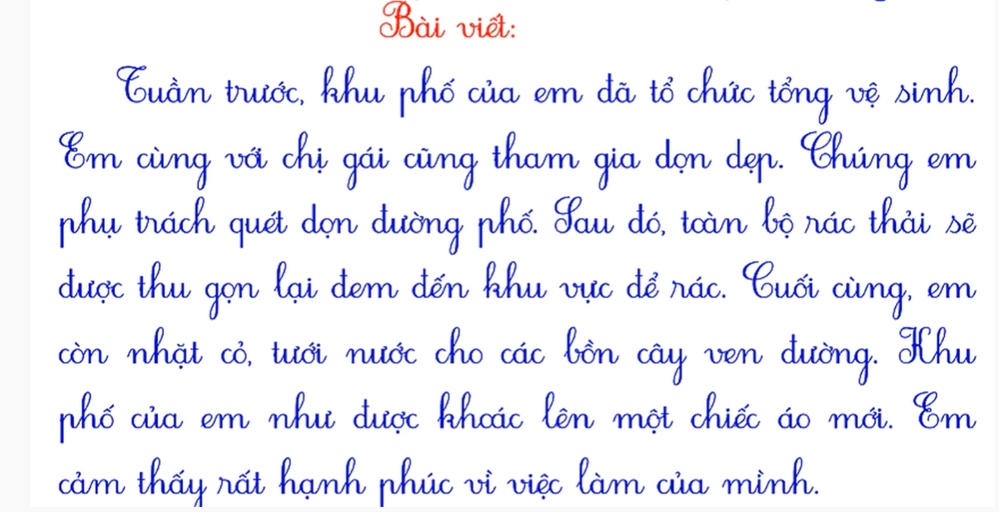 Bài viết:
Tuần trước, khu phố của em đã tổ chức tổng vệ sinh.
Em cùng với chị gái cũng tham gia dọn dẹp. Chúng em
phụ trách quét dọn đường phố. Sau đó, toàn bộ rác thải sẽ
được thu gọn lại đem đến khu vực để rác. Cuối cùng, em
còn nhặt cỏ, tưới nước cho các bồn cây ven đường. Khu
phố của em như được khoác lên một chiếc áo mới. Em
cảm thấy rất hạnh phúc vì việc làm của mình.